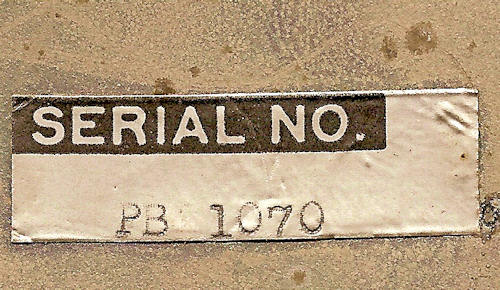 SERIAL NO.
PB 1070